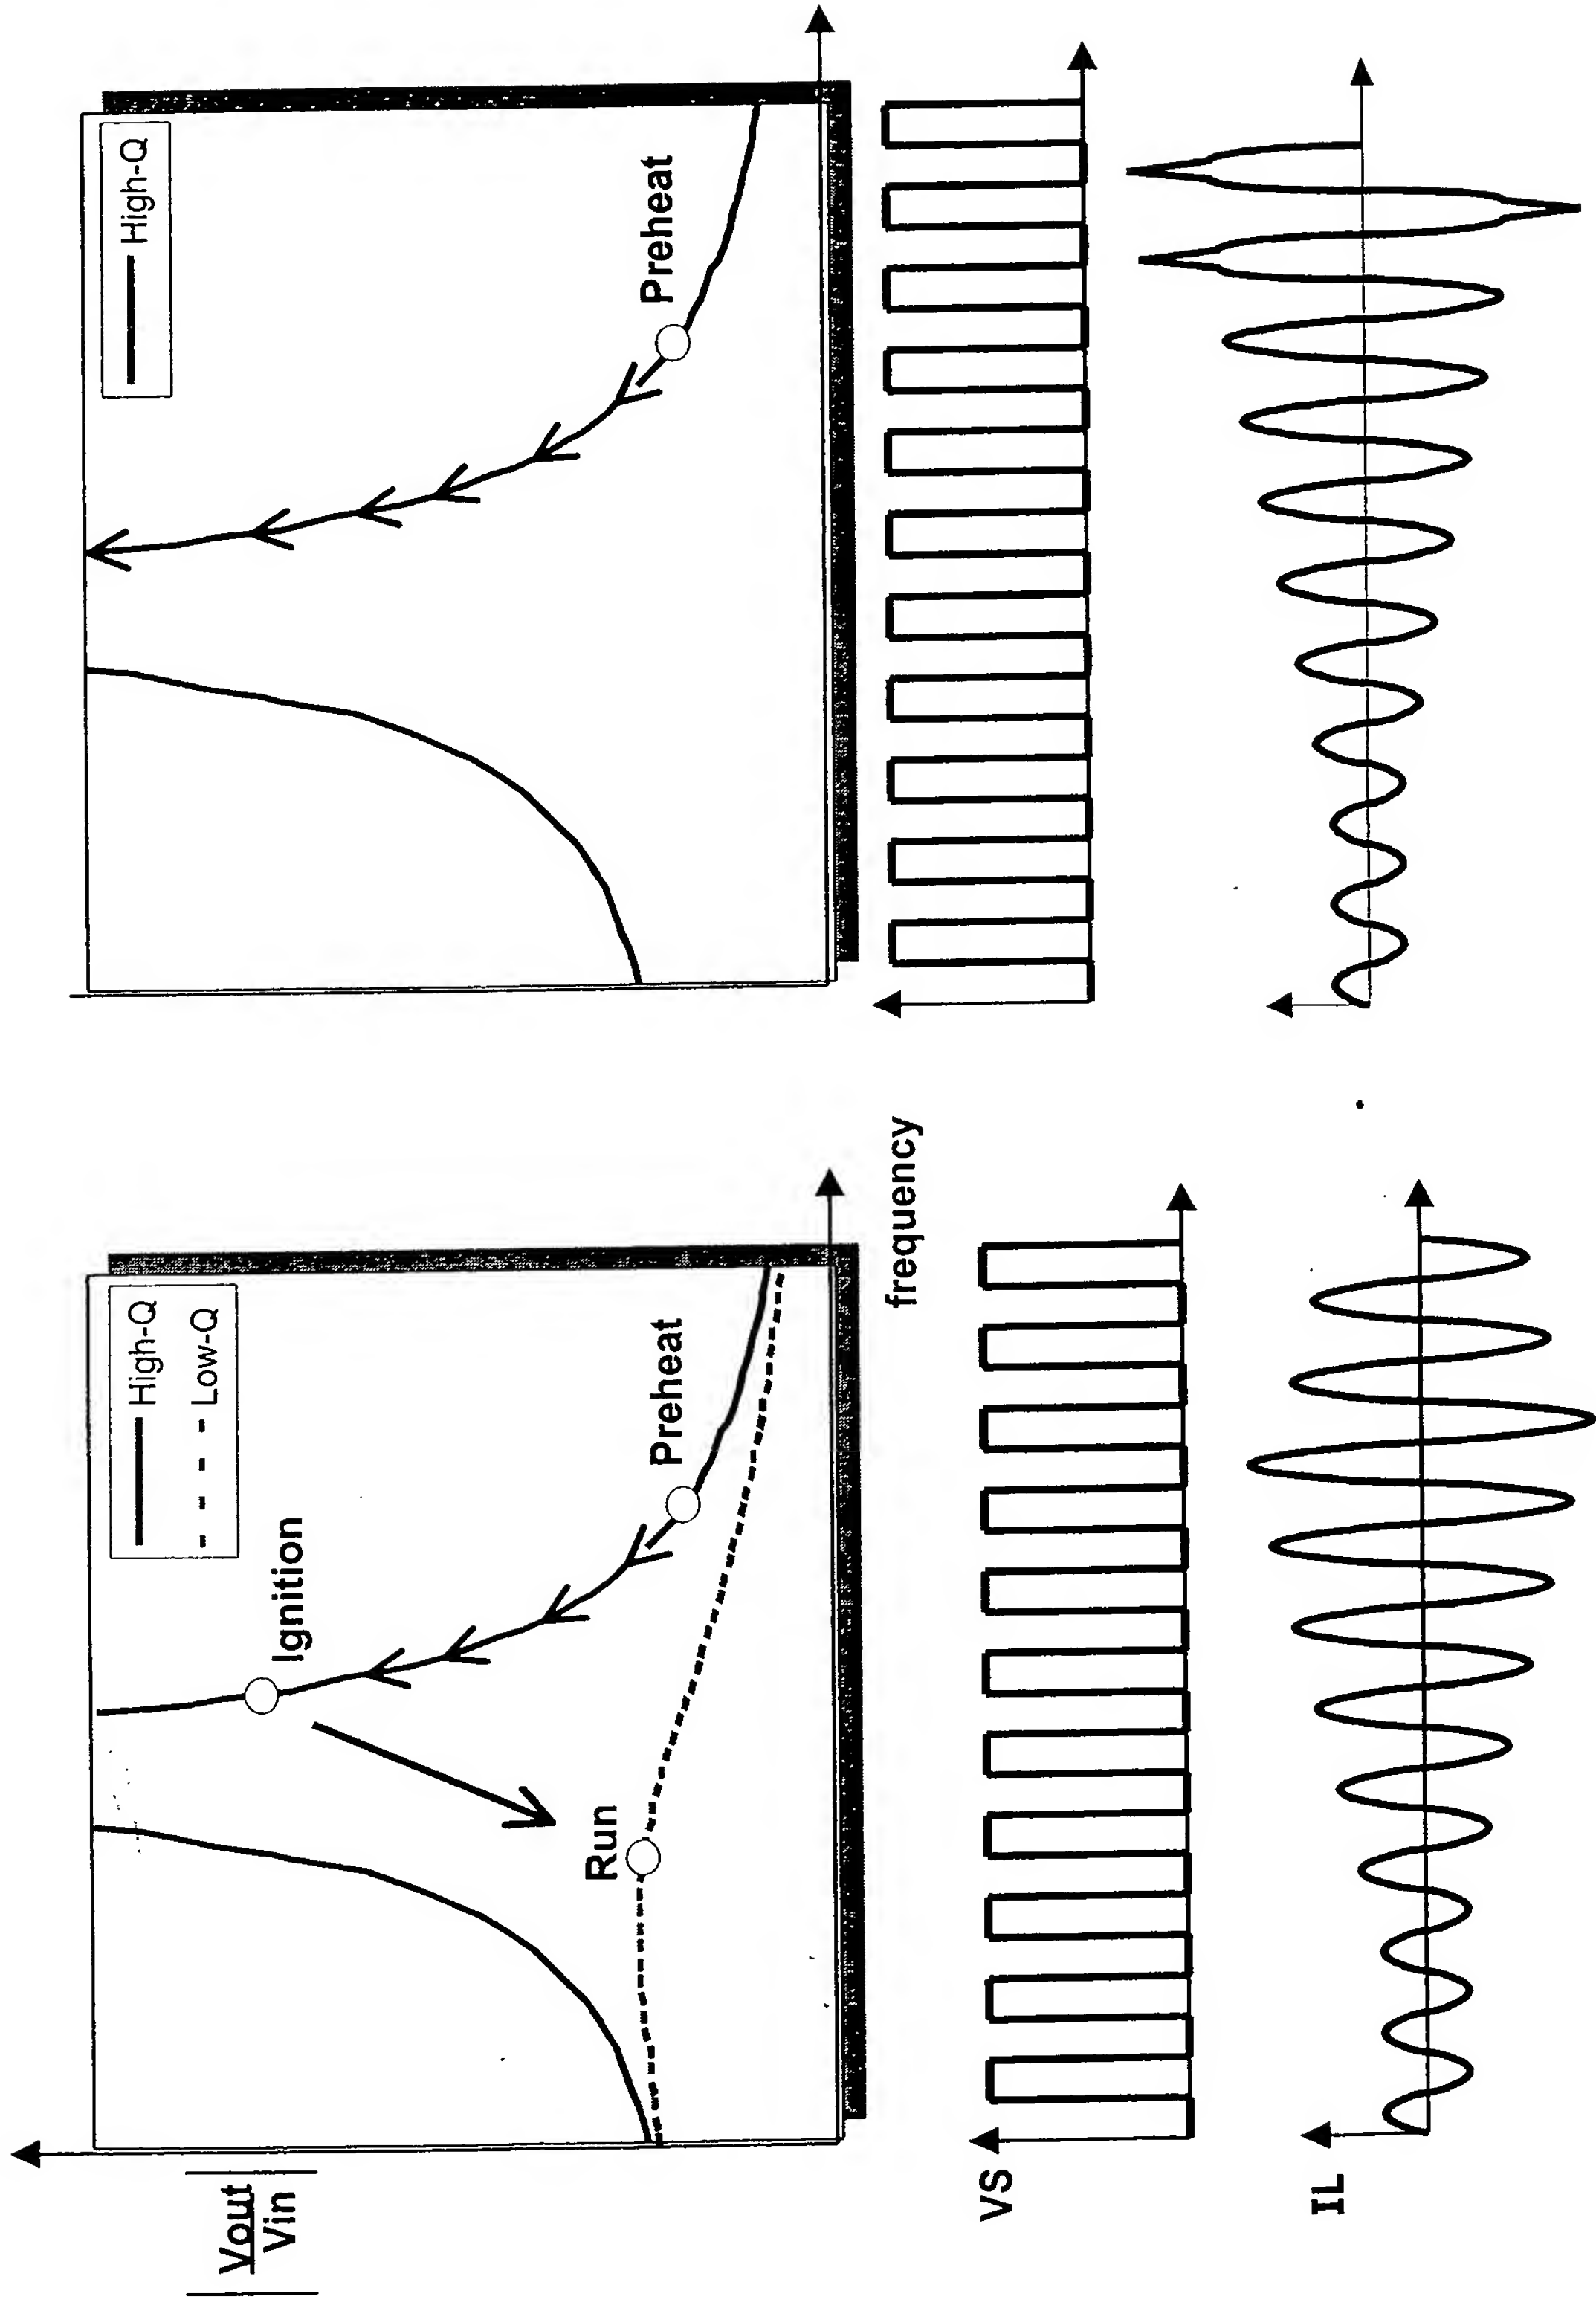 |Vout
Vin|
High-Q
Low-Q
Ignition
Preheat
Run
frequency
VS
IL
High-Q
Preheat